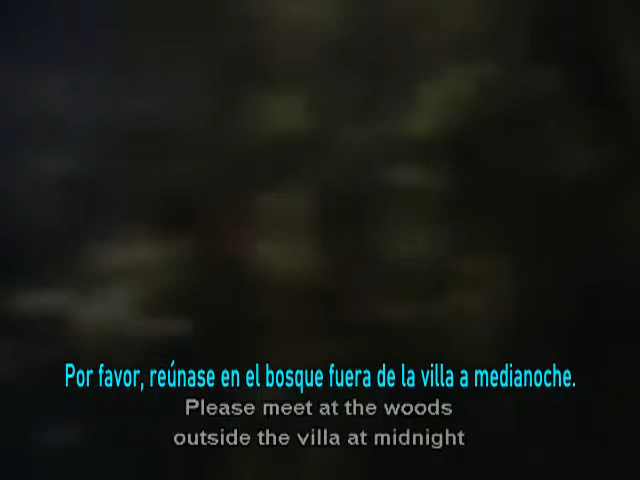 Por favor, reúnase en el bosque fuera de la villa a medianoche.
Please meet at the woods
outside the villa at midnight